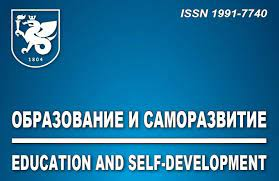 ISSN 1991-7740
1804
ОБРАЗОВАНИЕ И САМОРАЗВИТИЕ
EDUCATION AND SELF-DEVELOPMENT